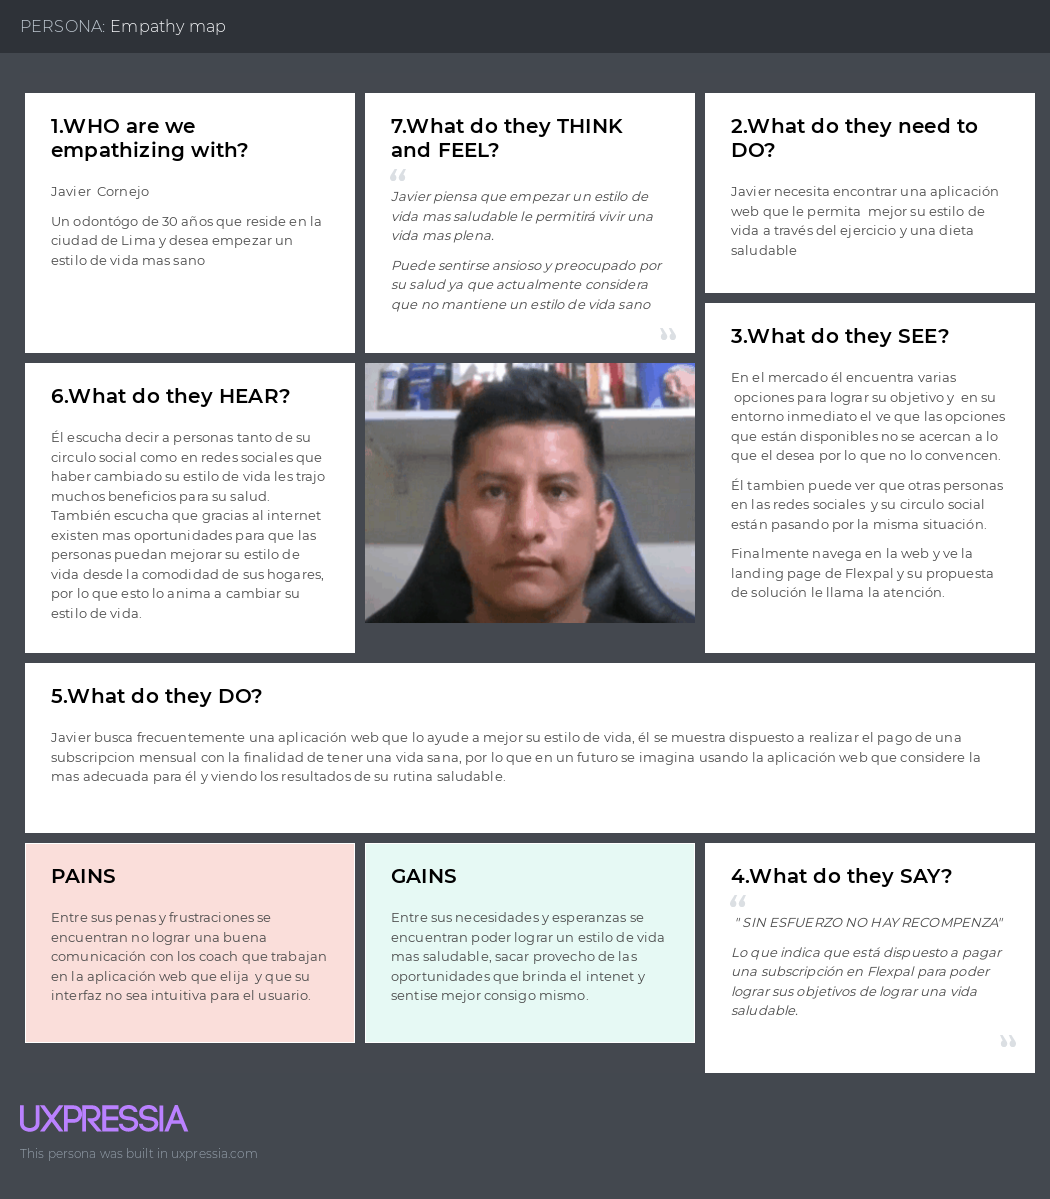 PERSONA: Empathy map
1.WHO are we
empathizing with?
Javier Cornejo
Un odontógo de 30 años que reside en la
ciudad de Lima y desea empezar un
estilo de vida mas sano
7.What do they THINK
and FEEL?
“
Javier piensa que empezar un estilo de
vida mas saludable le permitirá vivir una
vida mas plena.
Puede sentirse ansioso y preocupado por
su salud ya que actualmente considera
que no mantiene un estilo de vida sano
”
2.What do they need to
DO?
Javier necesita encontrar una aplicación
web que le permita mejor su estilo de
vida a través del ejercicio y una dieta
saludable
6.What do they HEAR?
Él escucha decir a personas tanto de su
circulo social como en redes sociales que
haber cambiado su estilo de vida les trajo
muchos beneficios para su salud.
También escucha que gracias al internet
existen mas oportunidades para que las
personas puedan mejorar su estilo de
vida desde la comodidad de sus hogares,
por lo que esto lo anima a cambiar su
estilo de vida.
3.What do they SEE?
En el mercado él encuentra varias
opciones para lograr su objetivo y en su
entorno inmediato el ve que las opciones
que están disponibles no se acercan a lo
que el desea por lo que no lo convencen.
Él tambien puede ver que otras personas
en las redes sociales y su circulo social
están pasando por la misma situación.
Finalmente navega en la web y ve la
landing page de Flexpal y su propuesta
de solución le llama la atención.
5.What do they DO?
Javier busca frecuentemente una aplicación web que lo ayude a mejor su estilo de vida, él se muestra dispuesto a realizar el pago de una
subscripcion mensual con la finalidad de tener una vida sana, por lo que en un futuro se imagina usando la aplicación web que considere la
mas adecuada para él y viendo los resultados de su rutina saludable.
PAINS
Entre sus penas y frustraciones se
encuentran no lograr una buena
comunicación con los coach que trabajan
en la aplicación web que elija y que su
interfaz no sea intuitiva para el usuario.
GAINS
Entre sus necesidades y esperanzas se
encuentran poder lograr un estilo de vida
mas saludable, sacar provecho de las
oportunidades que brinda el intenet y
sentise mejor consigo mismo.
4.What do they SAY?
“
" SIN ESFUERZO NO HAY RECOMPENZA"
Lo que indica que está dispuesto a pagar
una subscripción en Flexpal para poder
lograr sus objetivos de lograr una vida
saludable.
”
UXPRESSIA
This persona was built in uxpressia.com